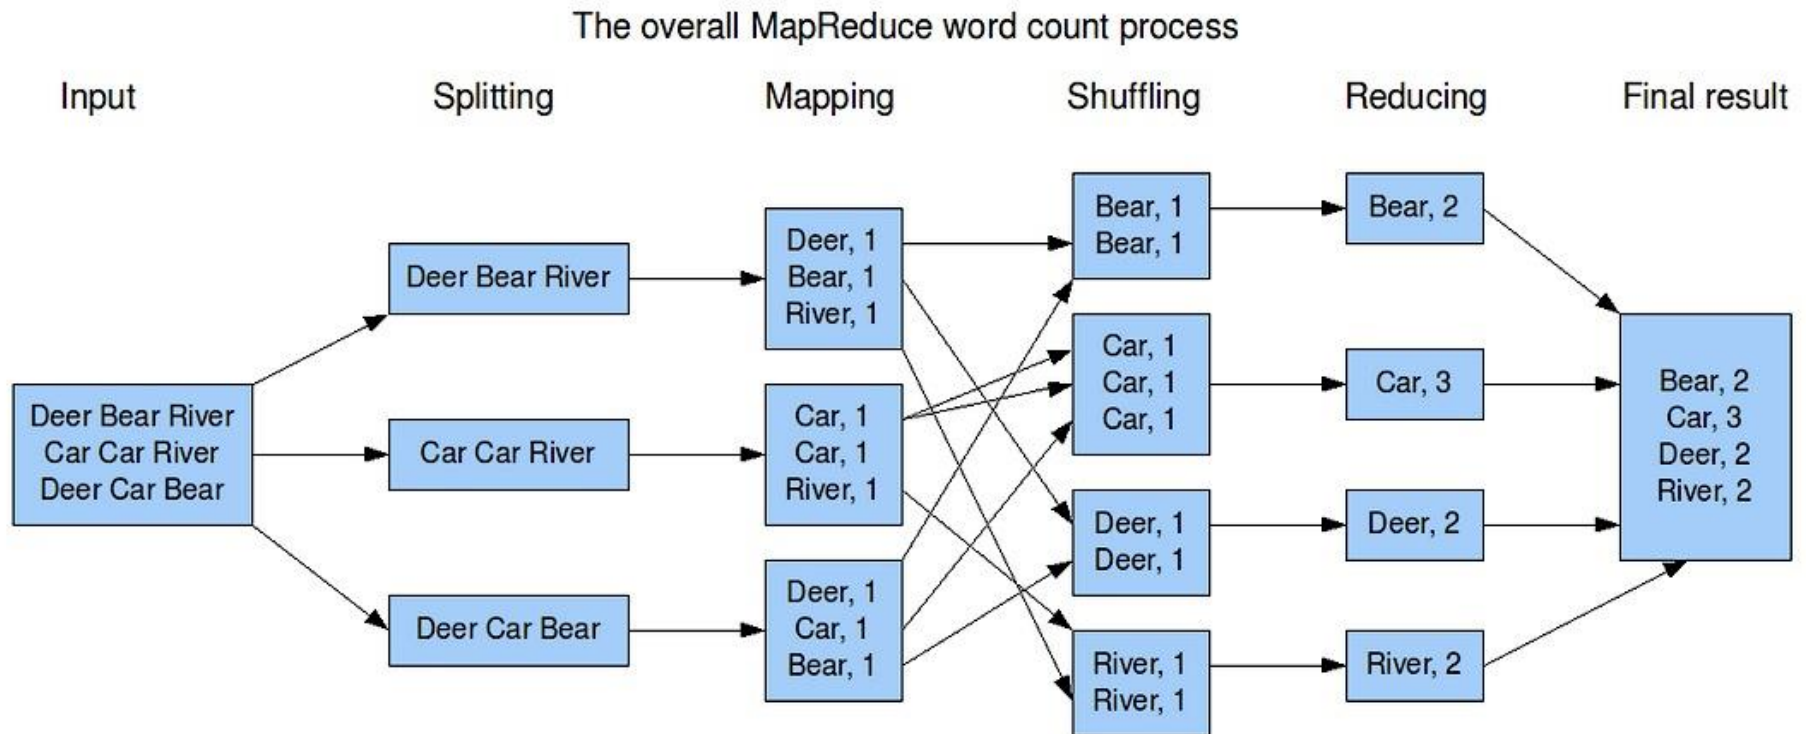 The overall MapReduce word count process
Input
Splitting
Mapping
Shuffling
Reducing
Final result
Deer Bear River
Car Car River
Deer Car Bear
Deer Bear River
Car Car River
Deer Car Bear
Deer, 1
Bear, 1
River, 1
Car, 1
Car, 1
River, 1
Deer, 1
Car, 1
Bear, 1
Bear, 1
Bear, 1
Car, 1
Car, 1
Car, 1
Deer, 1
Deer, 1
River, 1
River, 1
Bear, 2
Car, 3
Deer, 2
River, 2
Bear, 2
Car, 3
Deer, 2
River, 2